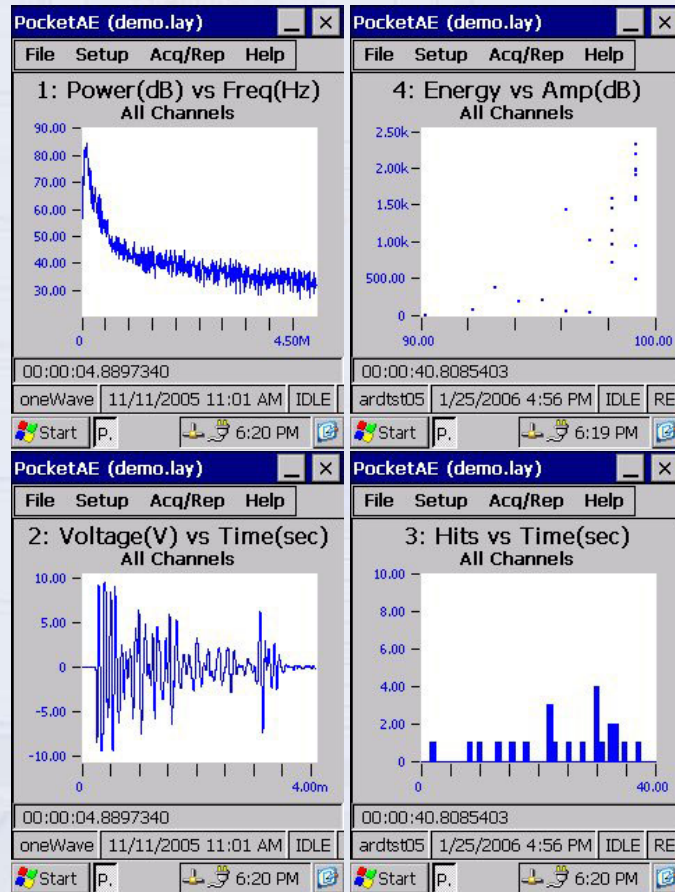 PocketAE (demo.lay)
File Setup Acq/Rep Help
1: Power(dB) vs Freq(Hz)
All Channels
90.00
80.00
70.00
60.00
50.00
40.00
30.00
0 4.50M
00:00:04.8897340
oneWave 11/11/2005 11:01 AM IDLE
Start P. 6:20 PM
PocketAE (demo.lay)
File Setup Acq/Rep Help
4: Energy vs Amp(dB)
All Channels
2.50k
2.00k
1.50k
1.00k
500.00
0
90.00 100.00
00:00:40.8085403
ardtst05 1/25/2006 4:56 PM IDLE RE
Start P. 6:19 PM
PocketAE (demo.lay)
File Setup Acq/Rep Help
2: Voltage(V) vs Time(sec)
All Channels
10.00
5.00
0
-5.00
-10.00
0 4.00m
00:00:04.8897340
oneWave 11/11/2005 11:01 AM IDLE
Start P. 6:20 PM
PocketAE (demo.lay)
File Setup Acq/Rep Help
3: Hits vs Time(sec)
All Channels
10.00
8.00
6.00
4.00
2.00
0
0 40.00
00:00:40.8085403
ardtst05 1/25/2006 4:56 PM IDLE RE
Start P. 6:20 PM